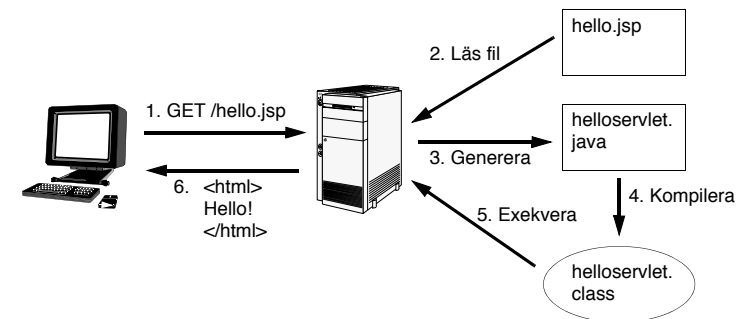 1. GET /hello.jsp
2. Läs fil
hello.jsp
3. Generera
helloservlet.
java
4. Kompilera
helloservlet.
class
5. Exekvera
6. <html>
Hello!
</html>